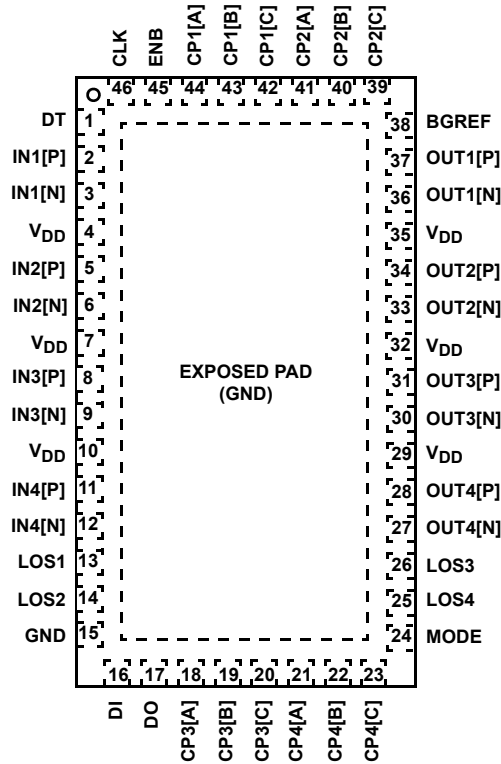 CLK
ENB
CP1[A]
CP1[B]
CP1[C]
CP2[A]
CP2[B]
CP2[C]
46 45 44 43 42 41 40 39
DT 1
IN1[P] 2
IN1[N] 3
VDD 4
IN2[P] 5
IN2[N] 6
VDD 7
IN3[P] 8
IN3[N] 9
VDD 10
IN4[P] 11
IN4[N] 12
LOS1 13
LOS2 14
GND 15
EXPOSED PAD
(GND)
38 BGREF
37 OUT1[P]
36 OUT1[N]
35 VDD
34 OUT2[P]
33 OUT2[N]
32 VDD
31 OUT3[P]
30 OUT3[N]
29 VDD
28 OUT4[P]
27 OUT4[N]
26 LOS3
25 LOS4
24 MODE
16 17 18 19 20 21 22 23
DI
DO
CP3[A]
CP3[B]
CP3[C]
CP4[A]
CP4[B]
CP4[C]